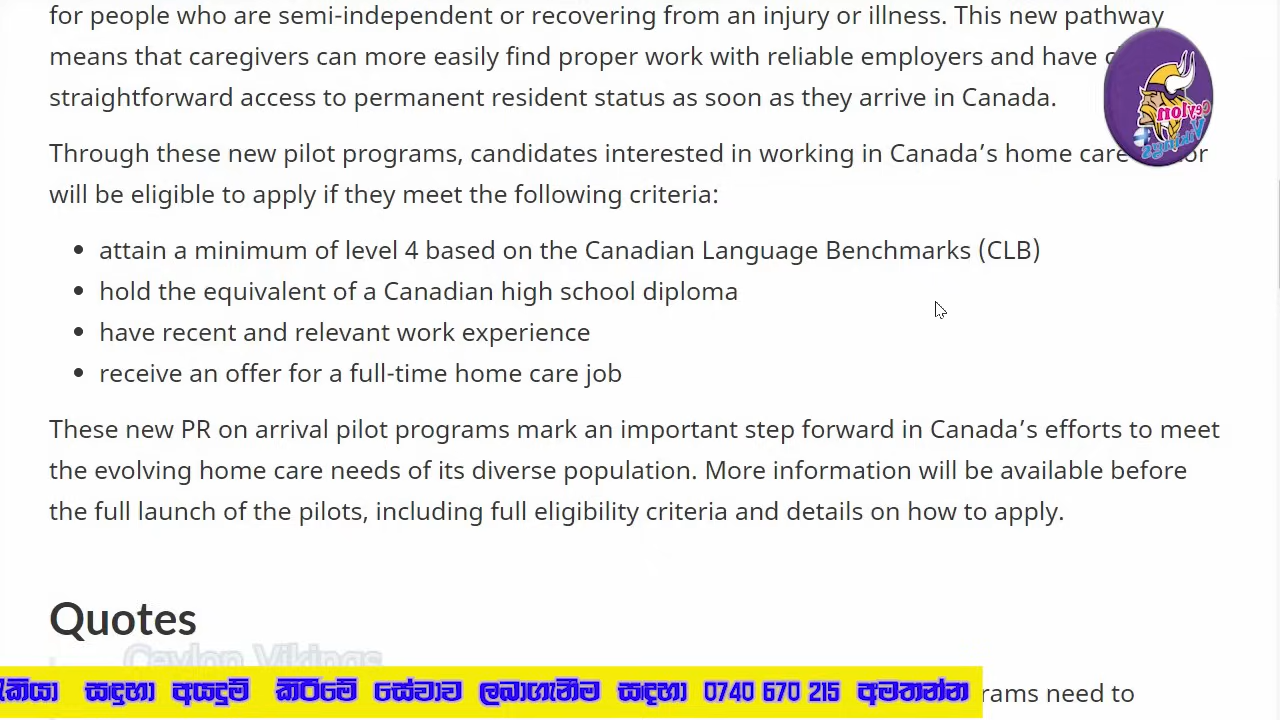 for people who are semi-independent or recovering from an injury or illness. This new pathway
means that caregivers can more easily find proper work with reliable employers and have
straightforward access to permanent resident status as soon as they arrive in Canada.
Ceylon
Vikings
Through these new pilot programs, candidates interested in working in Canada’s home care
will be eligible to apply if they meet the following criteria:
• attain a minimum of level 4 based on the Canadian Language Benchmarks (CLB)
• hold the equivalent of a Canadian high school diploma
• have recent and relevant work experience
• receive an offer for a full-time home care job
These new PR on arrival pilot programs mark an important step forward in Canada’s efforts to meet
the evolving home care needs of its diverse population. More information will be available before
the full launch of the pilots, including full eligibility criteria and details on how to apply.
Quotes
Ceylon Vikings
සඳුහා අයදුම් කිරීමේ සේවාව ලබාගැනීම සඳහා 0740 670 215 අමතන්න
need to